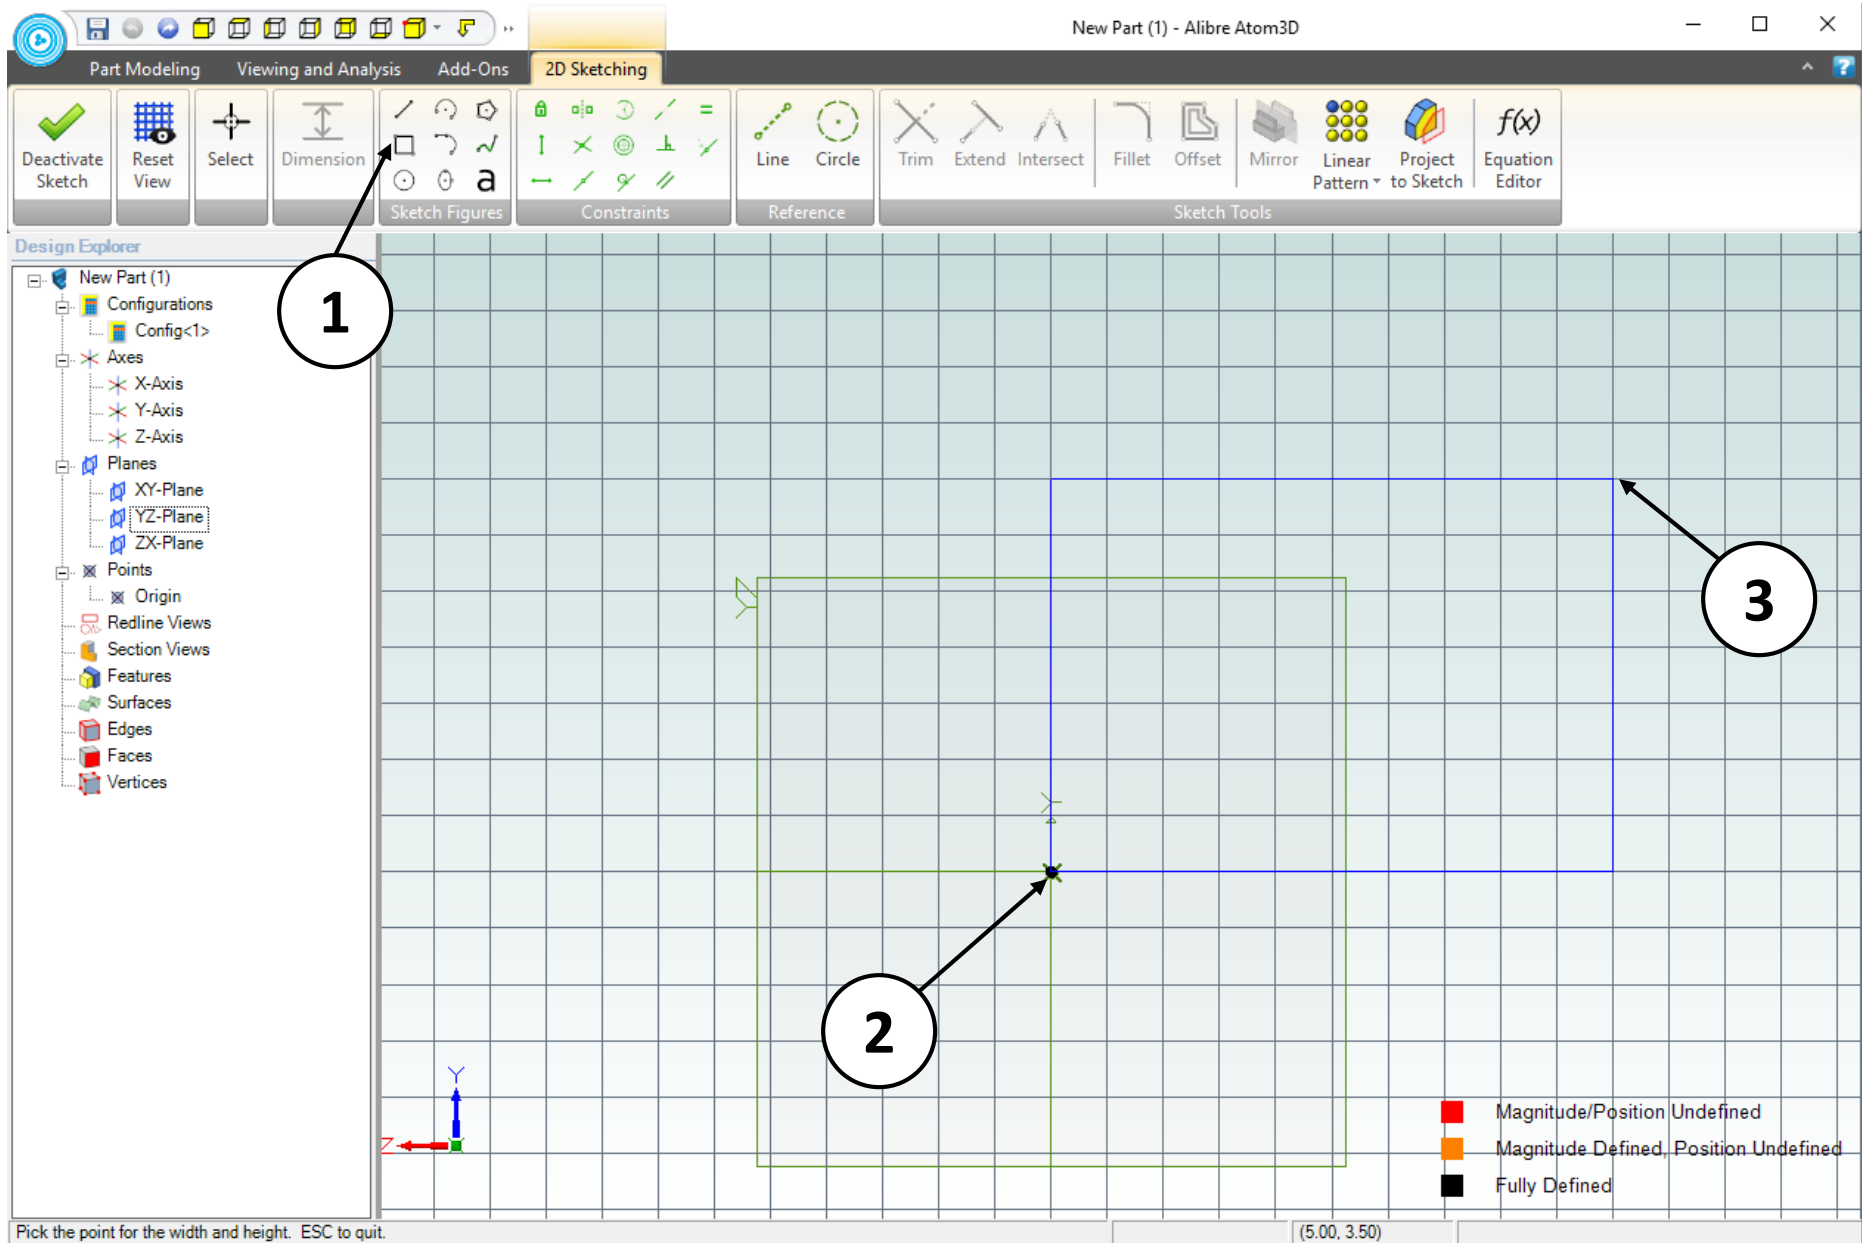 New Part (1) - Alibre Atom3D
Part Modeling
Viewing and Analysis
Add-Ons
2D Sketching
?
Deactivate
Sketch
Reset
View
Select
Dimension
a
Sketch Figures
Constraints
Line
Circle
Reference
Trim
Extend
Intersect
Fillet
Offset
Mirror
Linear
Pattern
Project
to Sketch
Sketch Tools
f(x)
Equation
Editor
Design Explorer
New Part (1)
Configurations
Config<1>
Axes
X-Axis
Y-Axis
Z-Axis
Planes
XY-Plane
YZ-Plane
ZX-Plane
Points
Origin
Redline Views
Section Views
Features
Surfaces
Edges
Faces
Vertices
1
2
3
Y
Z
Magnitude/Position Undefined
Magnitude Defined, Position Undefined
Fully Defined
Pick the point for the width and height. ESC to quit.
(5.00, 3.50)